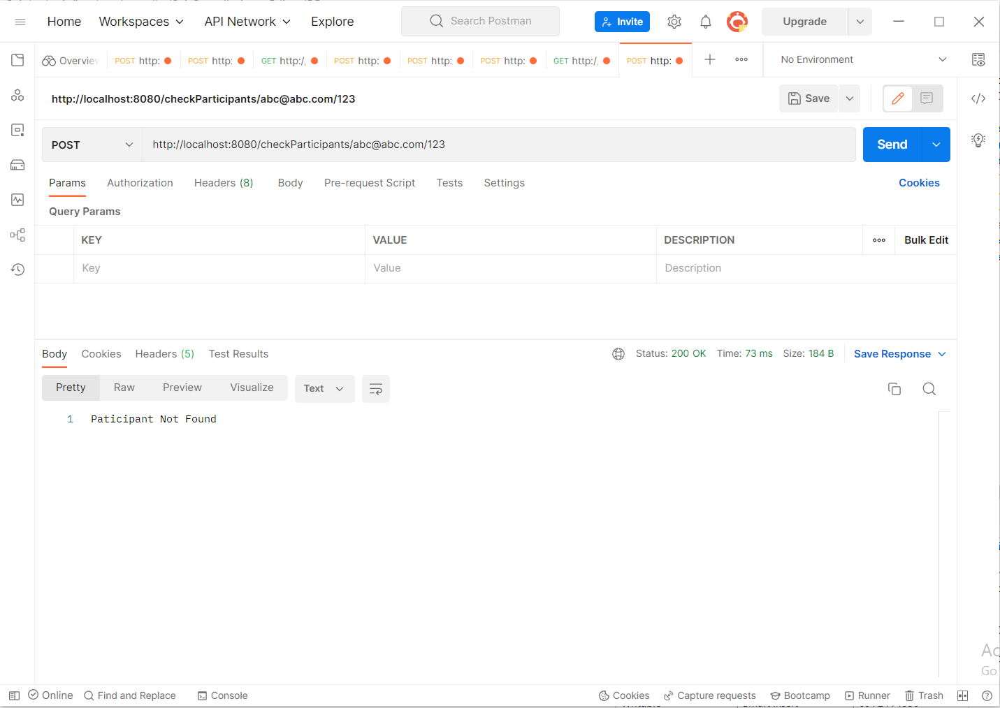 Home Workspaces API Network Explore Search Postman Invite Upgrade
Overview POST http: POST http: GET http:/, POST http: POST http: POST http: GET http:/, POST http: No Environment
http://localhost:8080/checkParticipants/abc@abc.com/123 Save
POST http://localhost:8080/checkParticipants/abc@abc.com/123 Send
Params Authorization Headers (8) Body Pre-request Script Tests Settings Cookies
Query Params
KEY VALUE DESCRIPTION Bulk Edit
Key Value Description
Body Cookies Headers (5) Test Results Status: 200 OK Time: 73 ms Size: 184 B Save Response
Pretty Raw Preview Visualize Text
1 Paticipant Not Found
Ac
Go
Online Find and Replace Console Cookies Capture requests Bootcamp Runner Trash